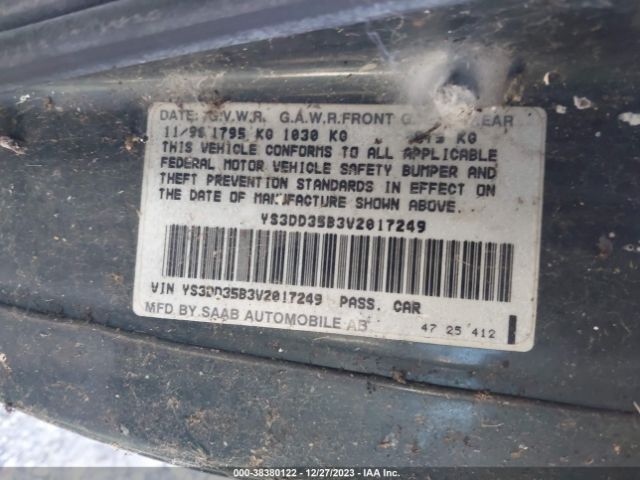 DATE: G.V.W.R. G.A.W.R.FRONT G. REAR
11/96 1795 KG 1030 KG KG
THIS VEHICLE CONFORMS TO ALL APPLICABLE
FEDERAL MOTOR VEHICLE SAFETY BUMPER AND
THEFT PREVENTION STANDARDS IN EFFECT ON
THE DATE OF MANUFACTURE SHOWN ABOVE.
YS3DD35B3V2017249
VIN YS3DD35B3V2017249 PASS. CAR
MFD BY SAAB AUTOMOBILE AB
47 25 412
000-38380122 - 12/27/2023 - IAA Inc.